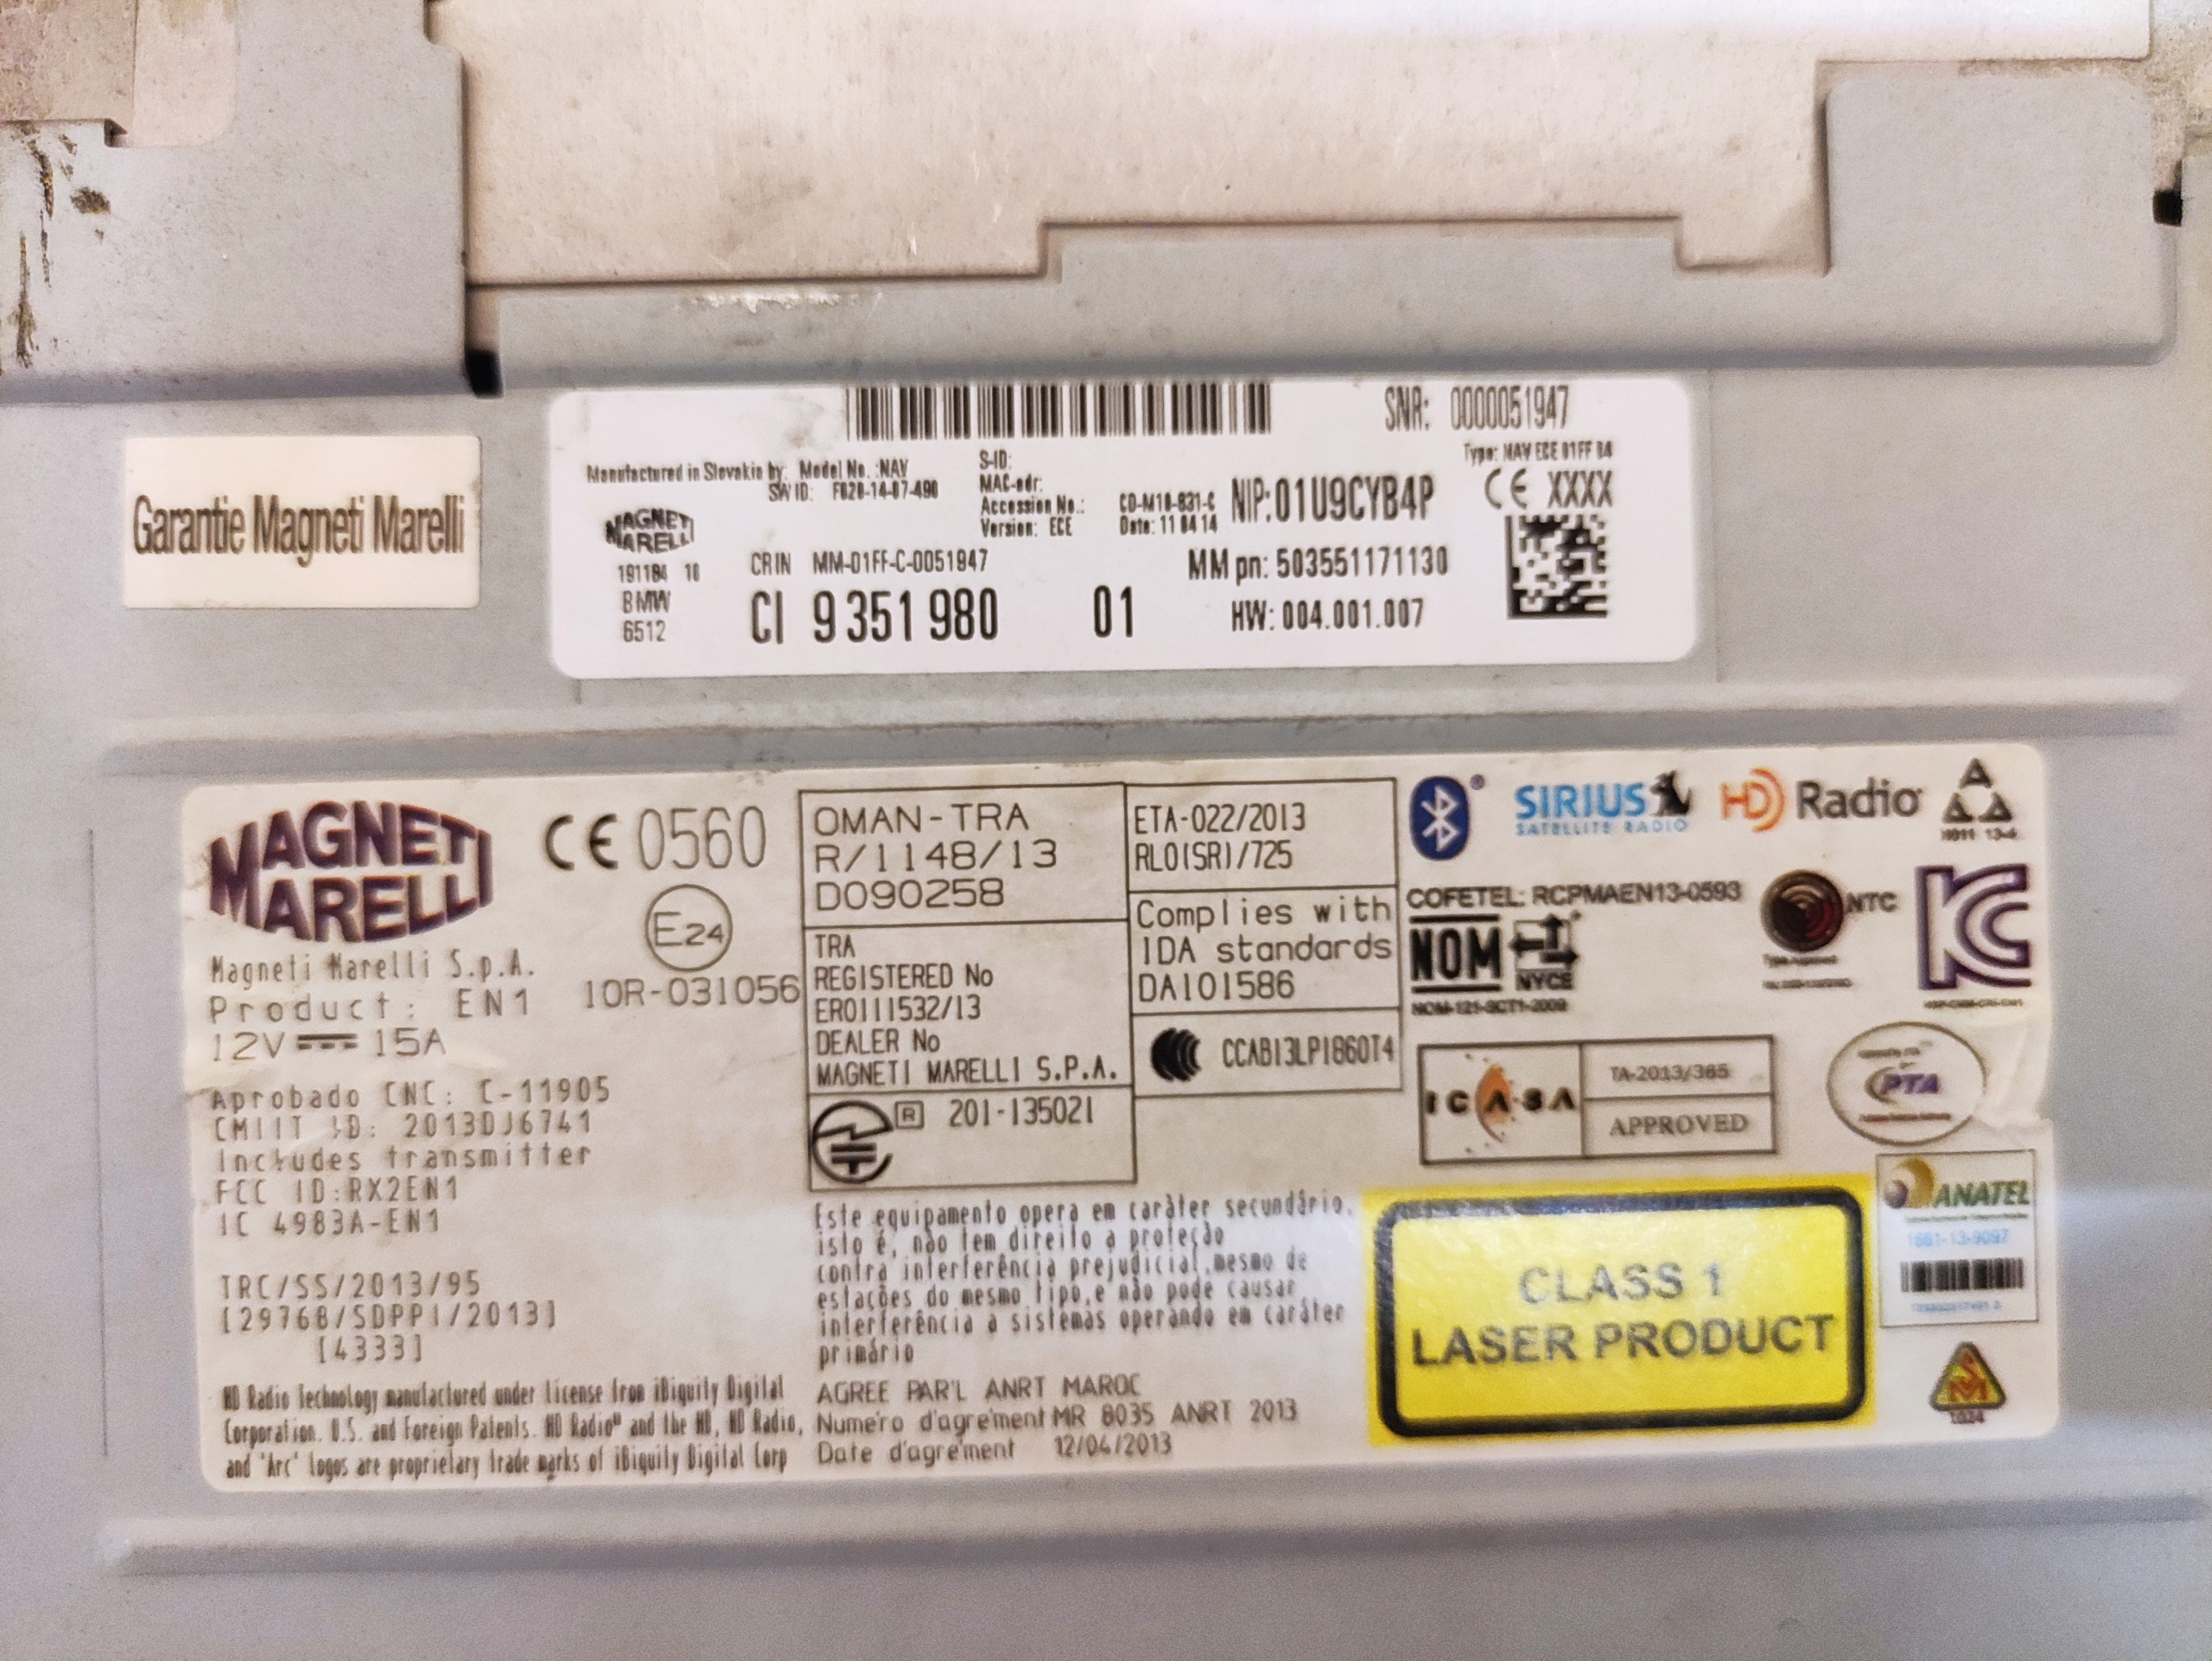 Garantie Magneti Marelli
SNR: 0000051947
Manufactured in Slovakia by: Model No. :NAV
SW ID: F020-14-07-490
S-ID:
MAC-adr:
Accession No.: CD-M10-831-C
Version: ECE Date: 11 04 14
NIP:01U9CYB4P
Type: NAV ECE 01FF B4
CE XXXX
MAGNETI
MARELLI
191184 10
BMW
6512
CRIN MM-01FF-C-0051947
CI 9 351 980 01
MM pn: 503551171130
HW: 004.001.007
MAGNETI
MARELLI
Magneti Marelli S.p.A.
Product: EN1
12V 15A
CE 0560
E24
10R-031056
Aprobado CNC: C-11905
CMIIT ID: 2013DJ6741
Includes transmitter
FCC ID:RX2EN1
IC 4983A-EN1
TRC/SS/2013/95
[29768/SDPPI/2013]
[4333]
HD Radio Technology manufactured under license from iBiquity Digital
Corporation. U.S. and Foreign Patents. HD Radio® and the HD, HD Radio,
and 'Arc' logos are proprietary trade marks of iBiquity Digital Corp
OMAN-TRA
R/1148/13
D090258
TRA
REGISTERED No
ER0111532/13
DEALER No
MAGNETI MARELLI S.P.A.
R 201-135021
ETA-022/2013
RLO(SR)/725
Complies with
IDA standards
DA101586
CCAB13LP1860T4
Este equipamento opera em caràter secundário,
isto é, não tem direito a proteção
contra interferência prejudicial,mesmo de
estações do mesmo tipo,e não pode causar
interferência a sistemas operando em caráter
primário
AGREE PAR'L ANRT MAROC
Numéro d'agrément MR 8035 ANRT 2013
Date d'agrément 12/04/2013
SIRIUS
SATELLITE RADIO
HD Radio
COFETEL: RCPMAEN13-0593
NOM
NYCE
NOM-121-SCT1-2009
NTC
Type Approved
KC
ICASA
TA-2013/365
APPROVED
PTA
CLASS 1
LASER PRODUCT
ANATEL
1661-13-9097